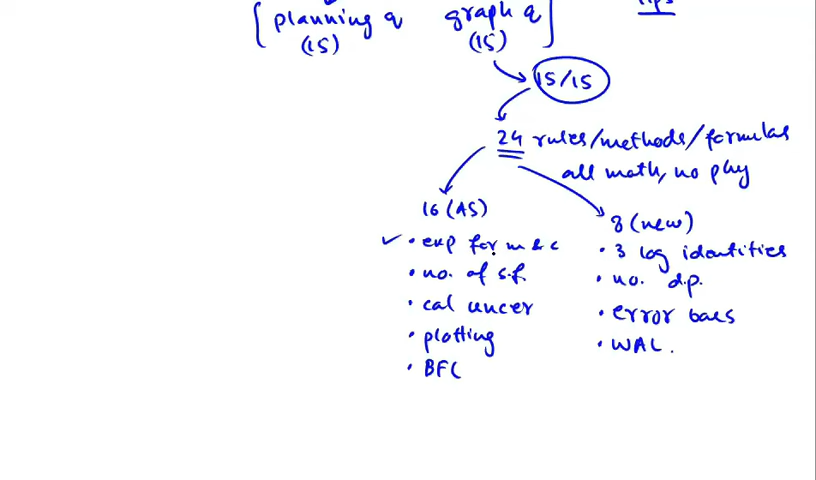 [planning q graph q]
(15) (15)
tips
15/15
24 rules/methods/formulas
all math, no phy
16 (AS)
✓ • exp for m & c
• no. of s.f.
• cal uncer
• plotting
• BFL
8 (new)
• 3 log identities
• no. d.p.
• error bars
• WAL.